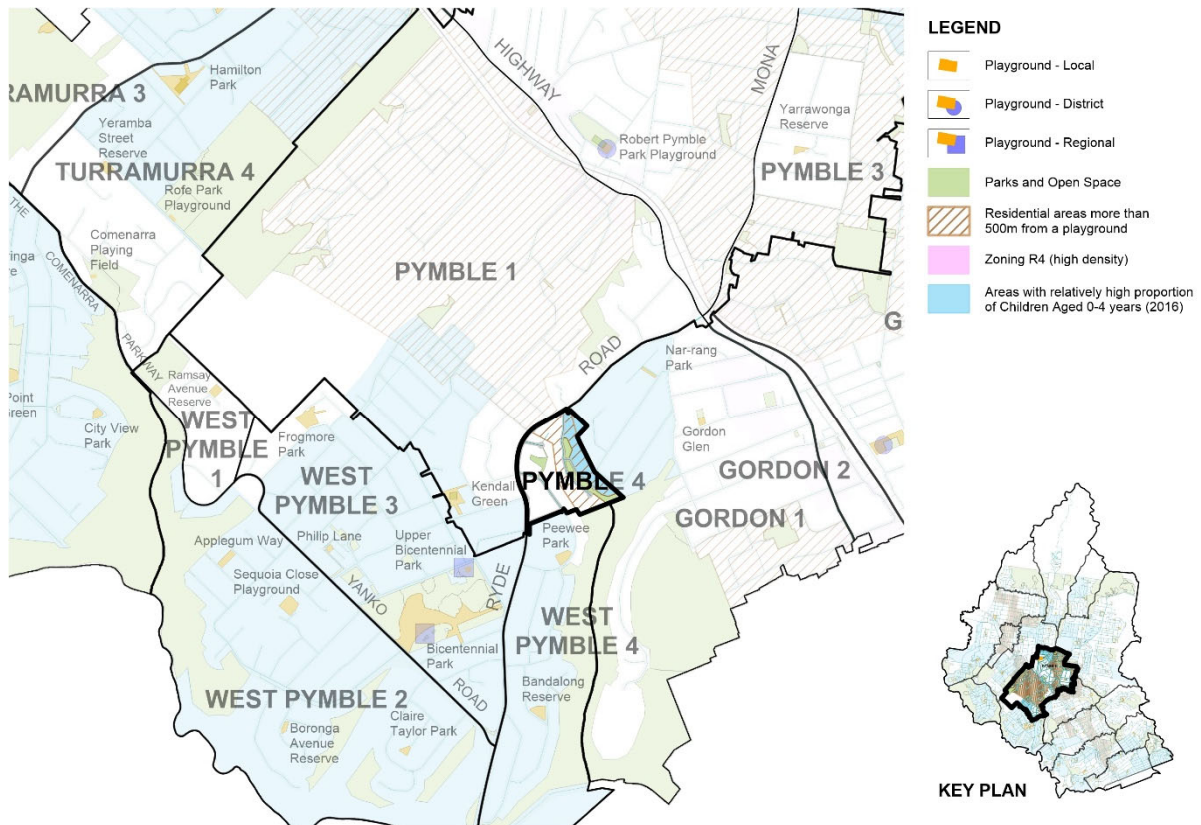 HIGHWAY
MONA
Hamilton
Park
Yarrawonga
Reserve
Yeramba
Street
Reserve
Robert Pymble
Park Playground
RAMURRA 3
TURRAMURRA 4
PYMBLE 3
Rofe Park
Playground
THE
COMENARRA
PARKWAY
Comenarra
Playing
Field
PYMBLE 1
ROAD
Nar-rang
Park
Ramsay
Avenue
Reserve
Point
Green
City View
Park
WEST
PYMBLE
1
Frogmore
Park
WEST
PYMBLE 3
Kendall
Green
PYMBLE 4
Gordon
Glen
GORDON 2
GORDON 1
G
Applegum Way
Philip Lane
Upper
Bicentennial
Park
Peewee
Park
Sequoia Close
Playground
YANKO
ROAD
RYDE
Bicentennial
Park
WEST
PYMBLE 4
Bandalong
Reserve
WEST PYMBLE 2
Boronga
Avenue
Reserve
Claire
Taylor Park
LEGEND
Playground - Local
Playground - District
Playground - Regional
Parks and Open Space
Residential areas more than
500m from a playground
Zoning R4 (high density)
Areas with relatively high proportion
of Children Aged 0-4 years (2016)
KEY PLAN